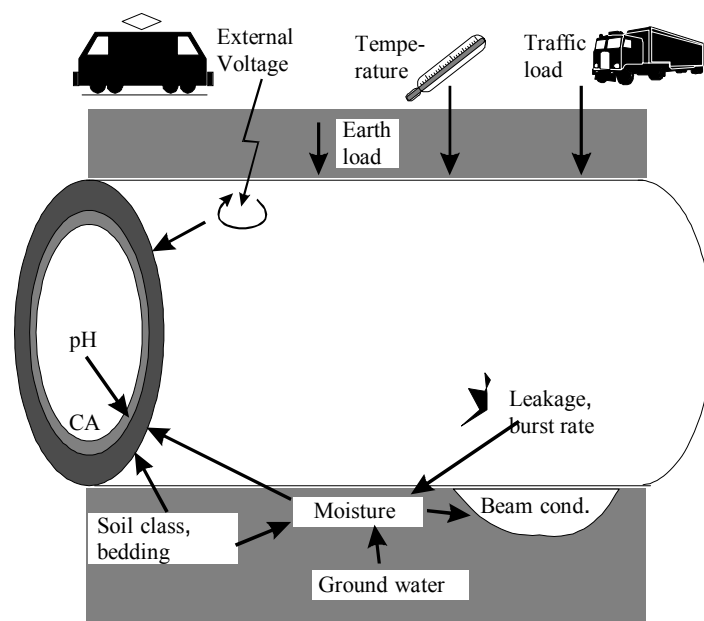 External
Voltage
Tempe-
rature
Traffic
load
Earth
load
pH
CA
Leakage,
burst rate
Soil class,
bedding
Moisture
Beam cond.
Ground water